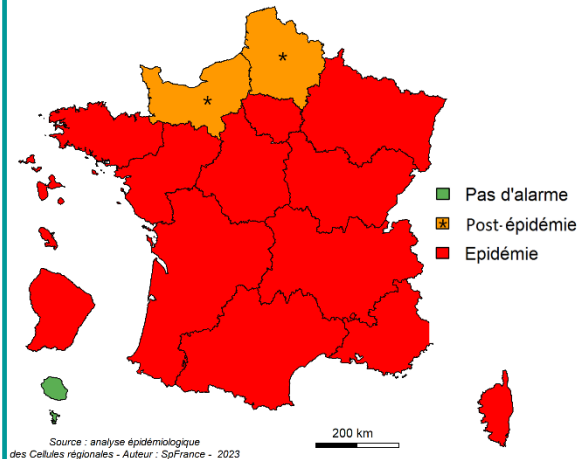 Pas d'alarme
* Post-épidémie
Epidémie
200 km
Source : analyse épidémiologique
des Cellules régionales - Auteur : SpFrance - 2023